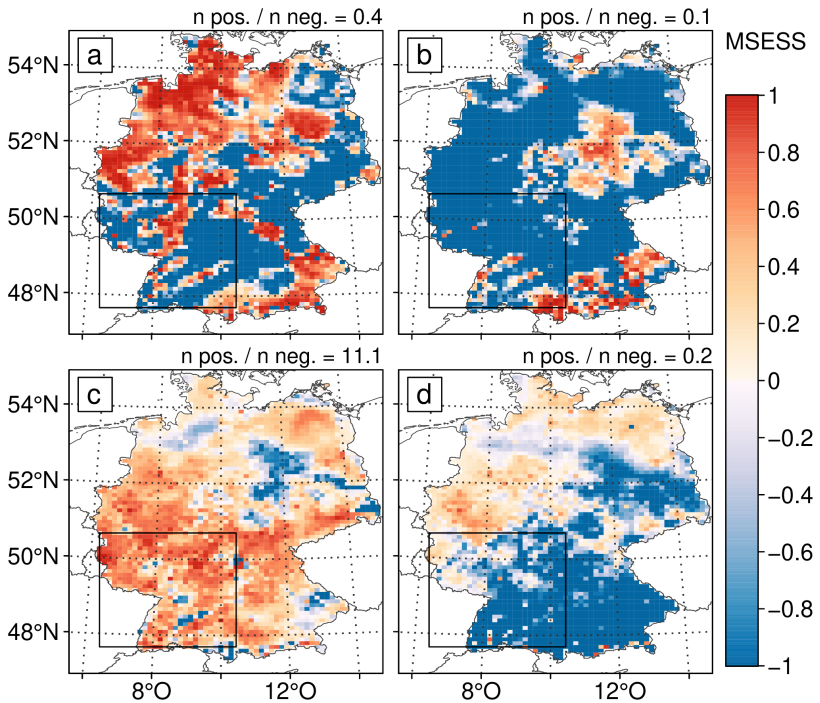 n pos. / n neg. = 0.4
n pos. / n neg. = 0.1
MSESS
a
b
54°N
52°N
50°N
48°N
n pos. / n neg. = 11.1
n pos. / n neg. = 0.2
c
d
54°N
52°N
50°N
48°N
8°O
12°O
8°O
12°O
1
0.8
0.6
0.4
0.2
0
−0.2
−0.4
−0.6
−0.8
−1